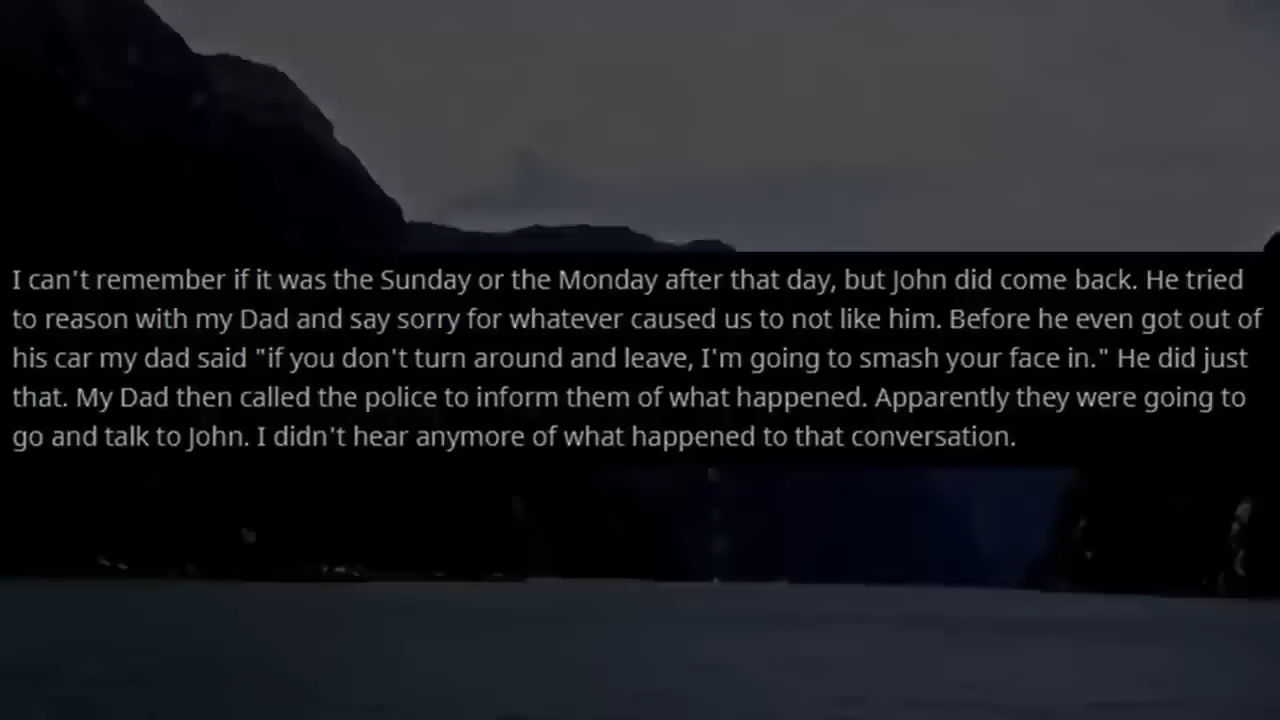 I can't remember if it was the Sunday or the Monday after that day, but John did come back. He tried
to reason with my Dad and say sorry for whatever caused us to not like him. Before he even got out of
his car my dad said "if you don't turn around and leave, I'm going to smash your face in." He did just
that. My Dad then called the police to inform them of what happened. Apparently they were going to
go and talk to John. I didn't hear anymore of what happened to that conversation.